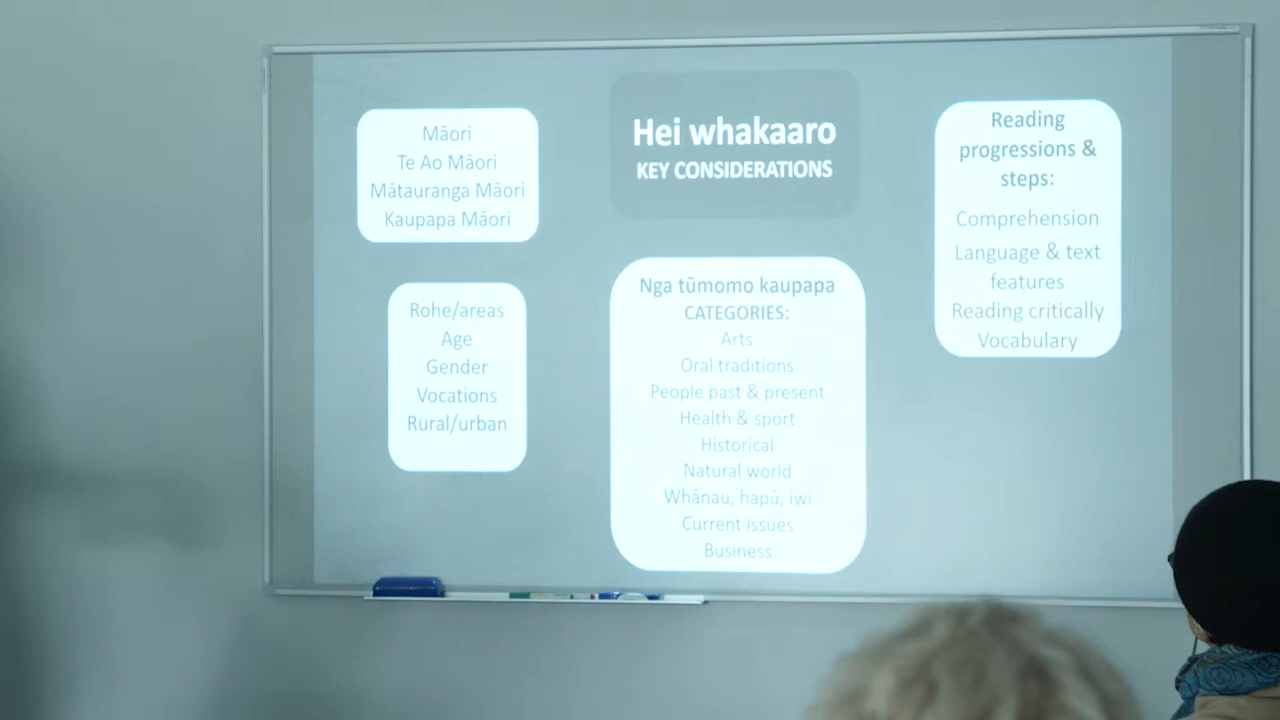 Māori
Te Ao Māori
Mātauranga Māori
Kaupapa Māori
Rohe/areas
Age
Gender
Vocations
Rural/urban
Hei whakaaro
KEY CONSIDERATIONS
Nga tūmomo kaupapa
CATEGORIES:
Arts
Oral traditions
People past & present
Health & sport
Historical
Natural world
Whānau, hapū, iwi
Current issues
Business
Reading
progressions &
steps:
Comprehension
Language & text
features
Reading critically
Vocabulary